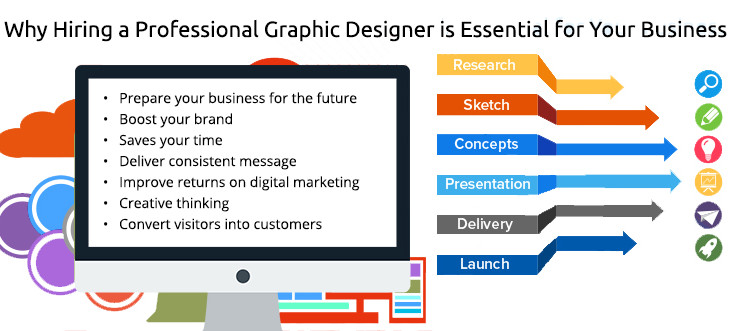 Why Hiring a Professional Graphic Designer is Essential for Your Business
• Prepare your business for the future
• Boost your brand
• Saves your time
• Deliver consistent message
• Improve returns on digital marketing
• Creative thinking
• Convert visitors into customers
Research
Sketch
Concepts
Presentation
Delivery
Launch